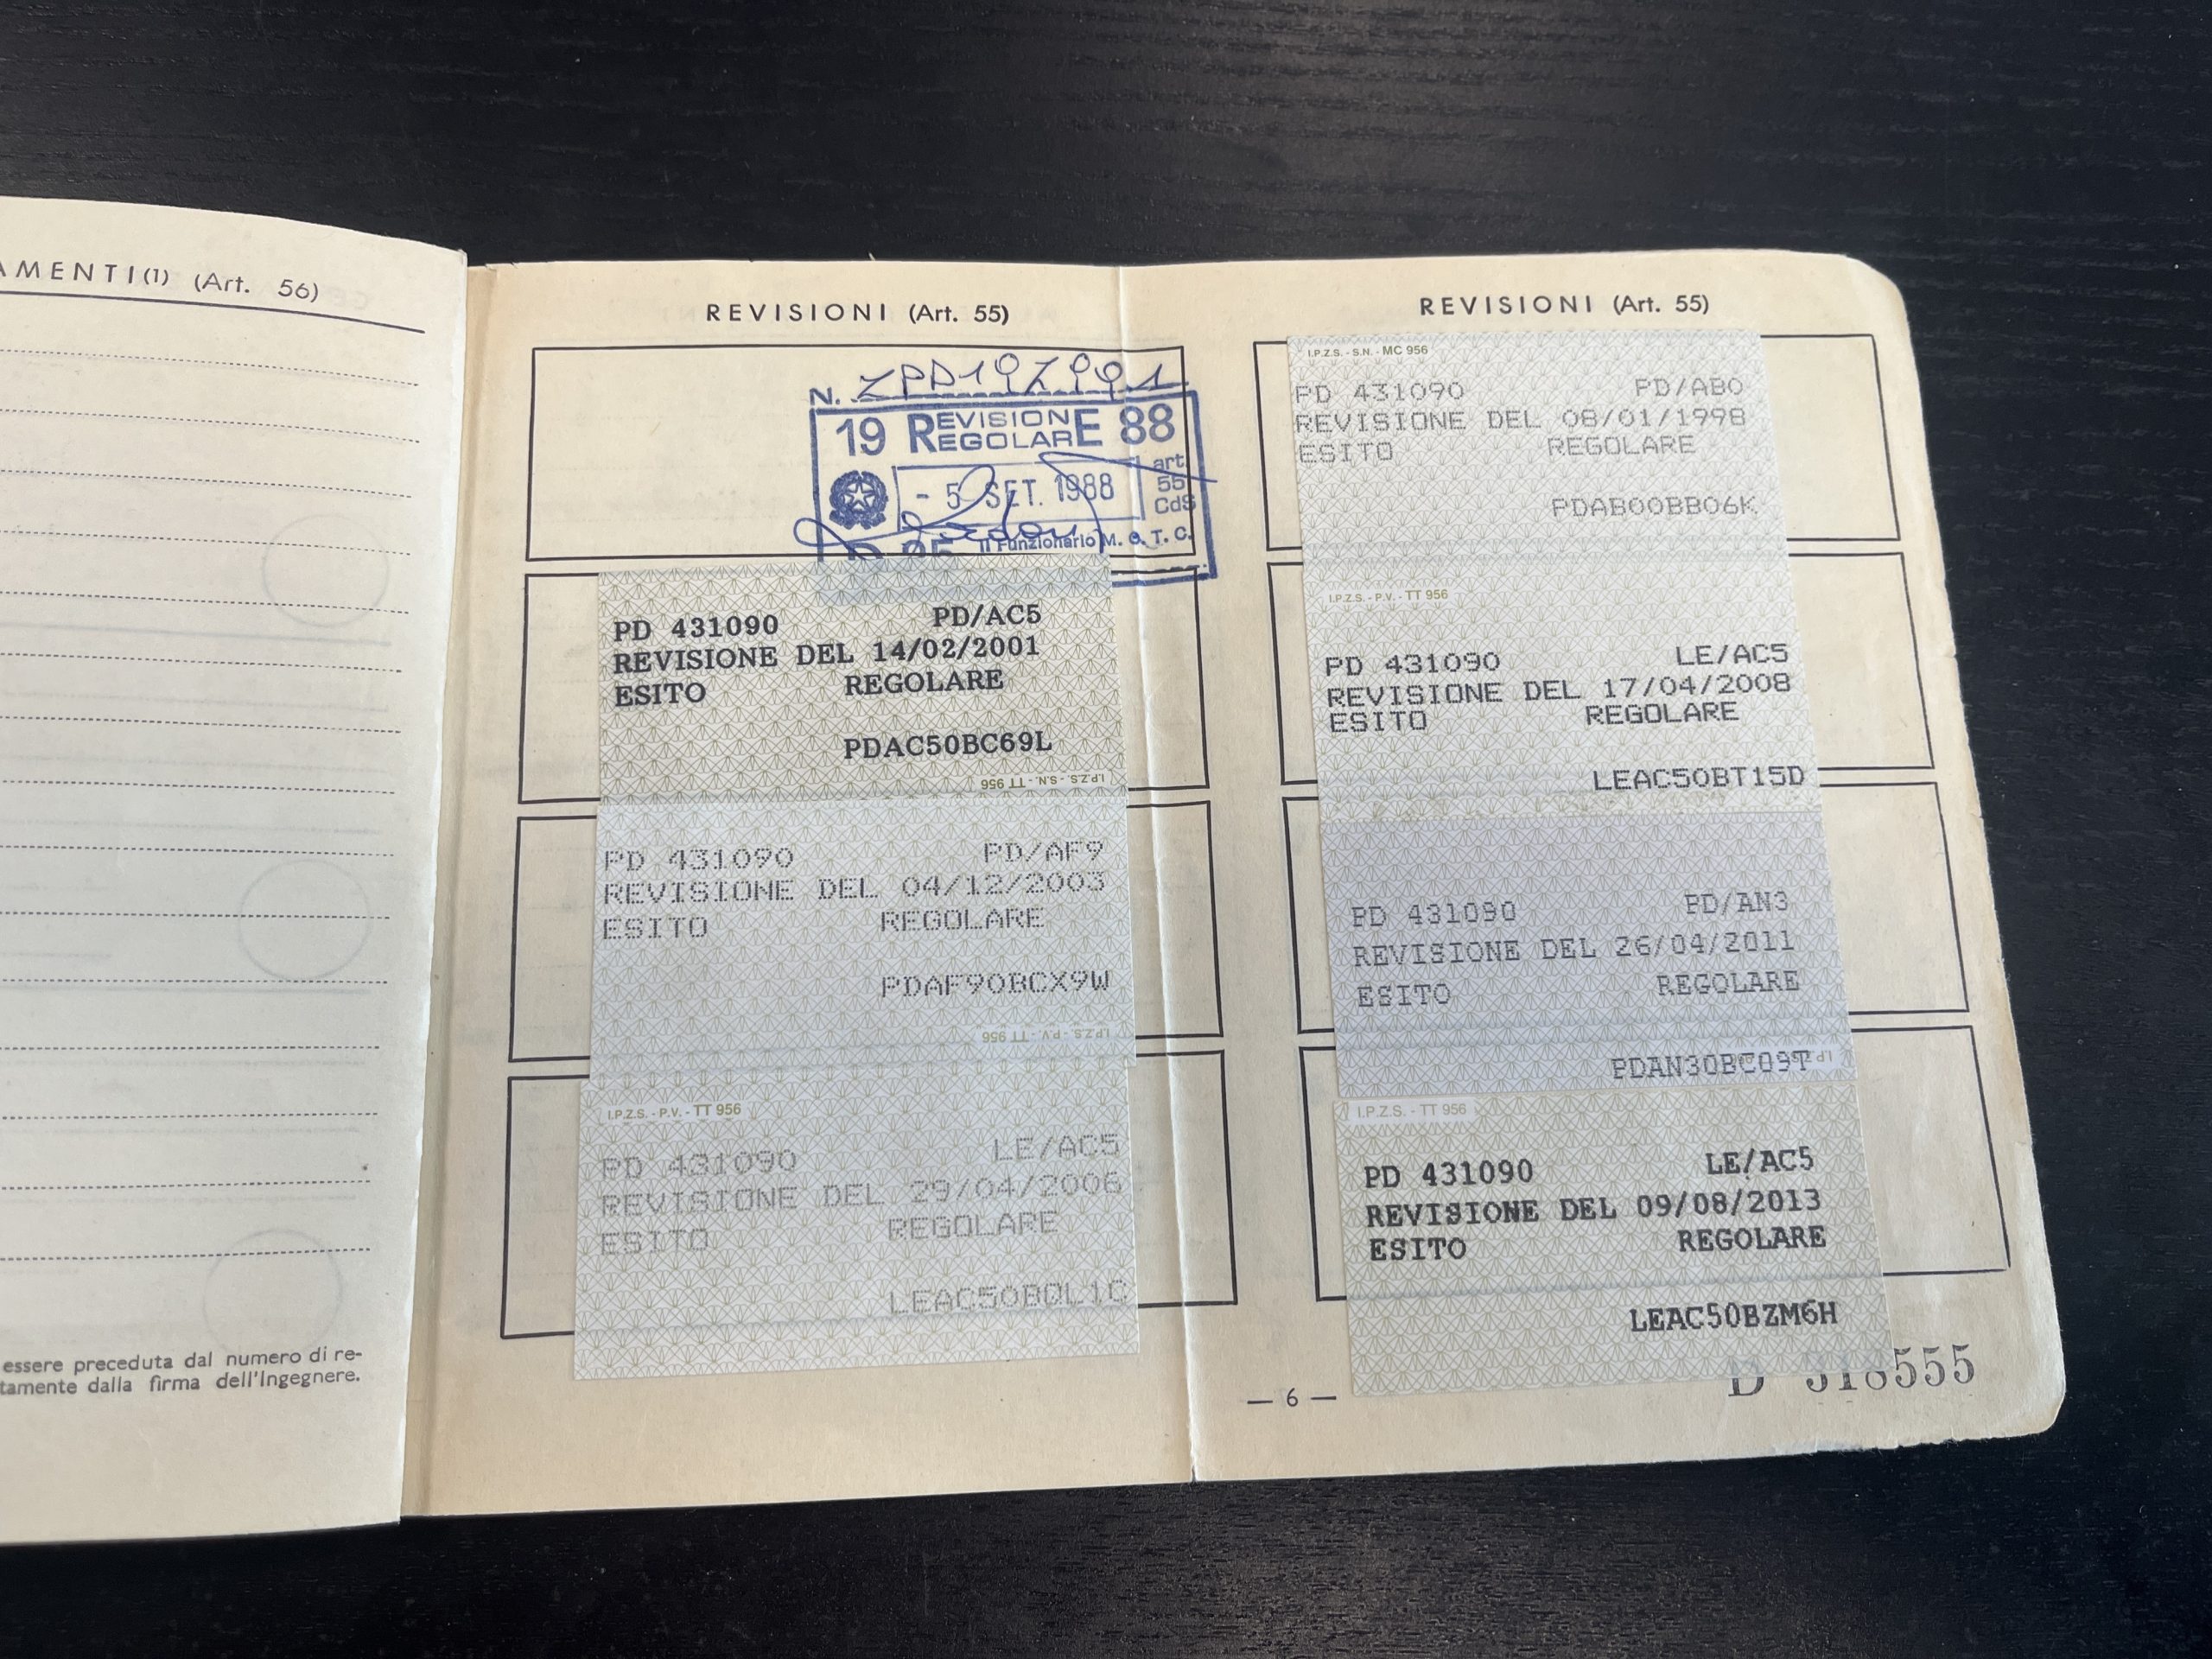 AMENTI (1) (Art. 56)
essere preceduta dal numero di re-
tamente dalla firma dell'Ingegnere.
REVISIONI (Art. 55)
N.
19 REVISIONE REGOLARE 88
- 5 SET. 1988
art.
55
CdS
Il Funzionario M. C. T. C.
PD 431090 PD/AC5
REVISIONE DEL 14/02/2001
ESITO REGOLARE
PDAC50BC69L
I.P.Z.S. - S.N. - TT 956
PD 431090 PD/AF9
REVISIONE DEL 04/12/2003
ESITO REGOLARE
PDAF90BCX9W
I.P.Z.S. - P.V. - TT 956
I.P.Z.S. - P.V. - TT 956
PD 431090 LE/AC5
REVISIONE DEL 29/04/2006
ESITO REGOLARE
LEAC50BQL1C
REVISIONI (Art. 55)
I.P.Z.S. - S.N. - MC 956
PD 431090 PD/AB0
REVISIONE DEL 08/01/1998
ESITO REGOLARE
PDAB00BB06K
I.P.Z.S. - P.V. - TT 956
PD 431090 LE/AC5
REVISIONE DEL 17/04/2008
ESITO REGOLARE
LEAC50BT15D
PD 431090 PD/AN3
REVISIONE DEL 26/04/2011
ESITO REGOLARE
PDAN30BC09T
I.P.Z.S. - TT 956
PD 431090 LE/AC5
REVISIONE DEL 09/08/2013
ESITO REGOLARE
LEAC50BZM6H
— 6 —
D 318555